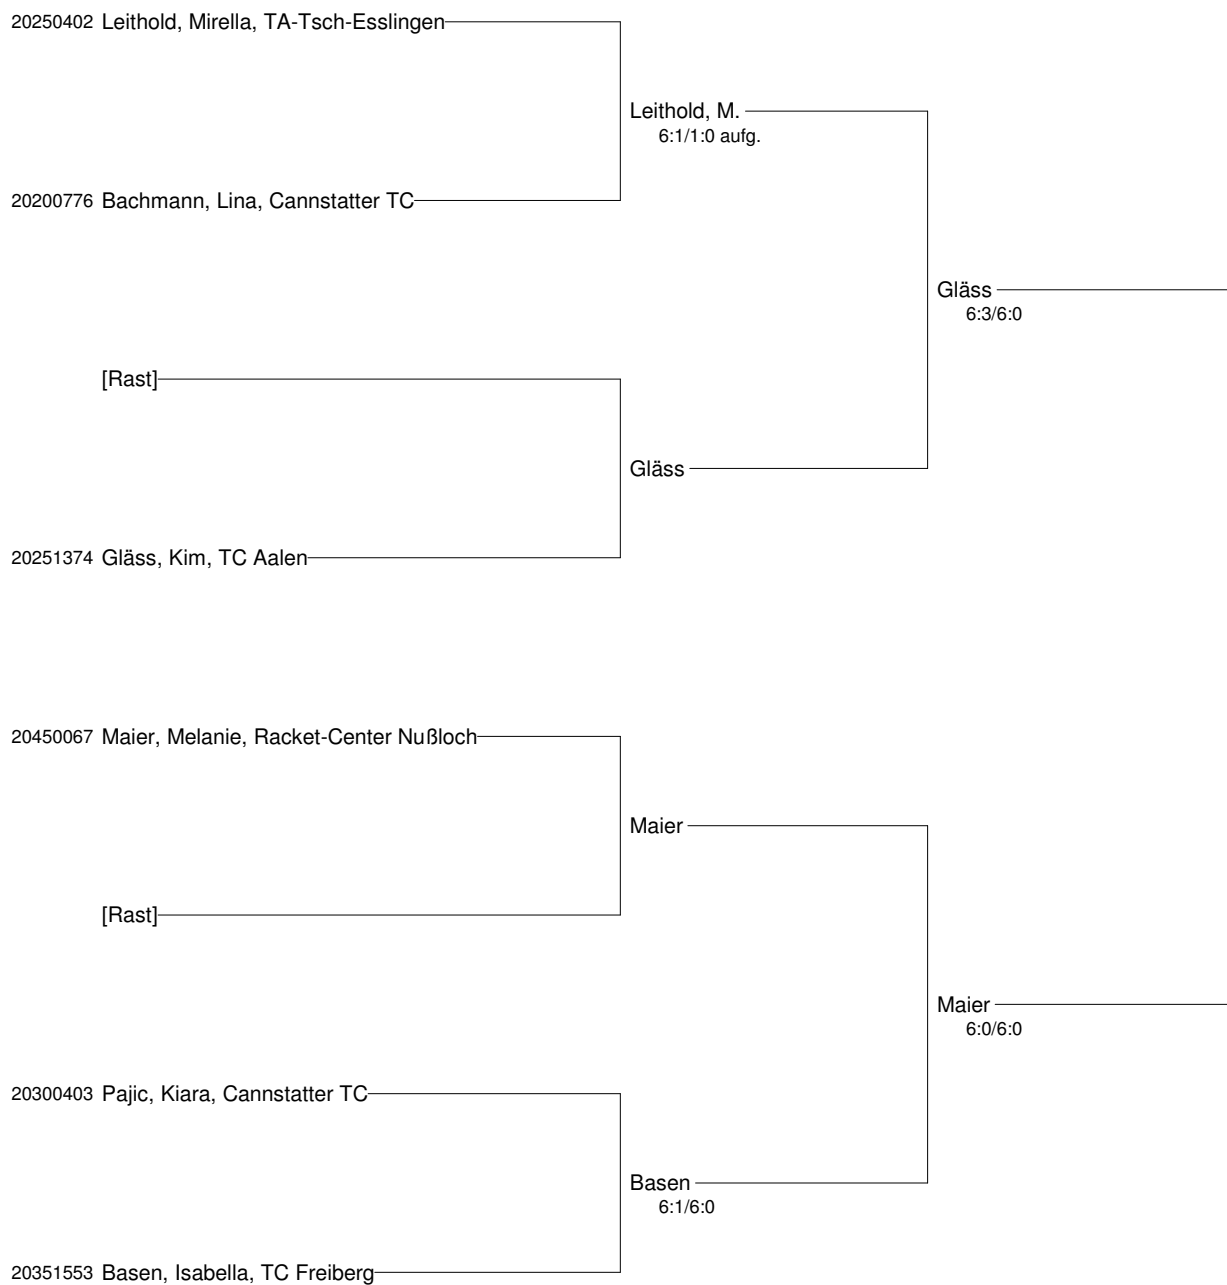 20250402 Leithold, Mirella, TA-Tsch-Esslingen
Leithold, M.
6:1/1:0 aufg.
20200776 Bachmann, Lina, Cannstatter TC
Gläss
6:3/6:0
[Rast]
Gläss
20251374 Gläss, Kim, TC Aalen
20450067 Maier, Melanie, Racket-Center Nußloch
Maier
[Rast]
Maier
6:0/6:0
20300403 Pajic, Kiara, Cannstatter TC
Basen
6:1/6:0
20351553 Basen, Isabella, TC Freiberg